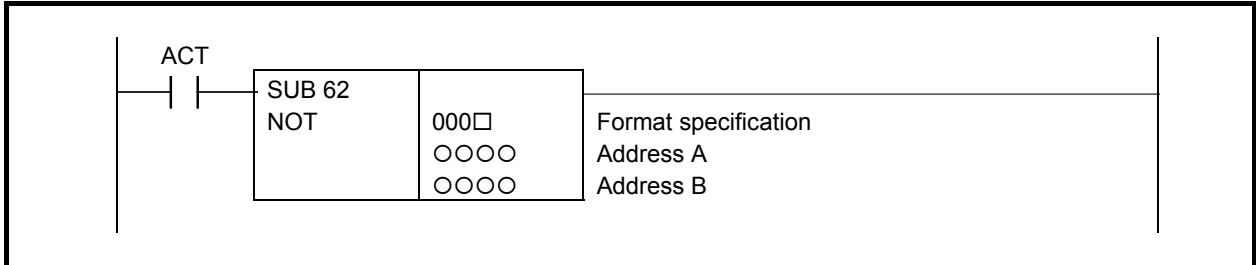 ACT
SUB 62
NOT 000□ Format specification
○○○○ Address A
○○○○ Address B